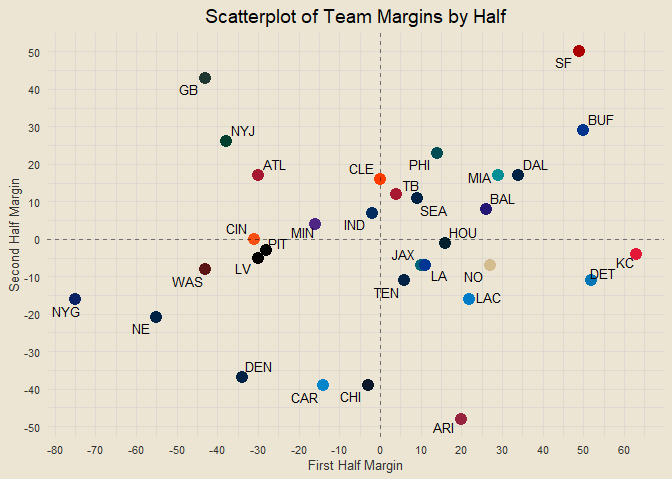 Scatterplot of Team Margins by Half
50
SF
GB
40
30
NYJ
BUF
20
ATL
CLE
PHI
MIA
DAL
TB
10
SEA
BAL
IND
MIN
CIN
HOU
0
PIT
JAX
LV
WAS
KC
NO
DET
LA
-10
TEN
LAC
NYG
-20
NE
-30
DEN
-40
CAR
CHI
ARI
-50
Second Half Margin
-80 -70 -60 -50 -40 -30 -20 -10 0 10 20 30 40 50 60
First Half Margin